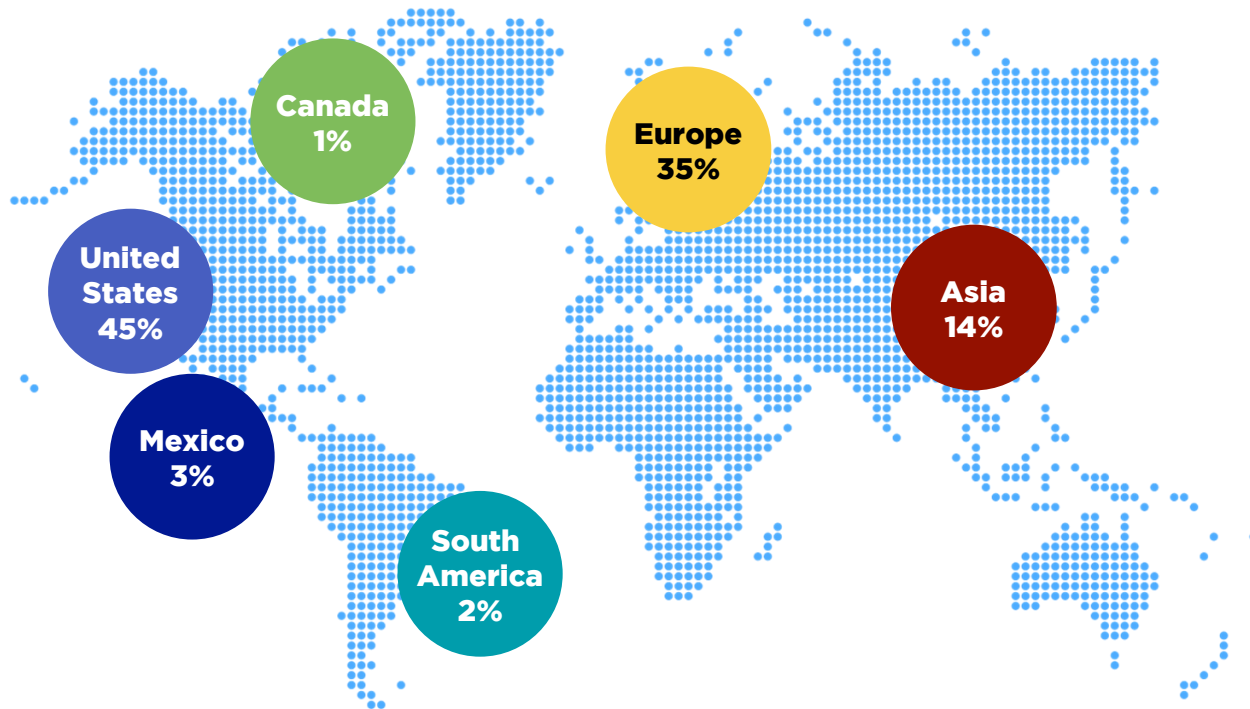 Canada
1%
Europe
35%
United
States
45%
Asia
14%
Mexico
3%
South
America
2%